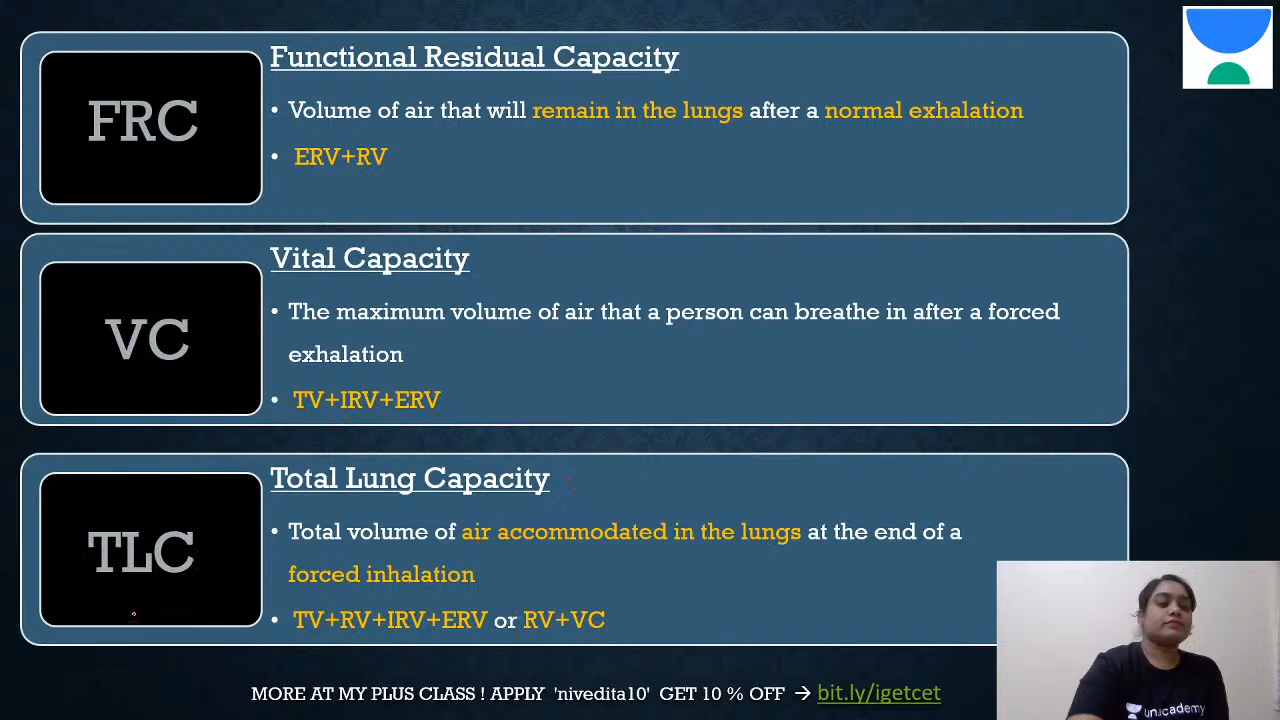 FRC
Functional Residual Capacity
• Volume of air that will remain in the lungs after a normal exhalation
• ERV+RV
VC
Vital Capacity
• The maximum volume of air that a person can breathe in after a forced
exhalation
• TV+IRV+ERV
TLC
Total Lung Capacity
• Total volume of air accommodated in the lungs at the end of a
forced inhalation
• TV+RV+IRV+ERV or RV+VC
MORE AT MY PLUS CLASS ! APPLY 'nivedita10' GET 10 % OFF → bit.ly/igetcet
unacademy